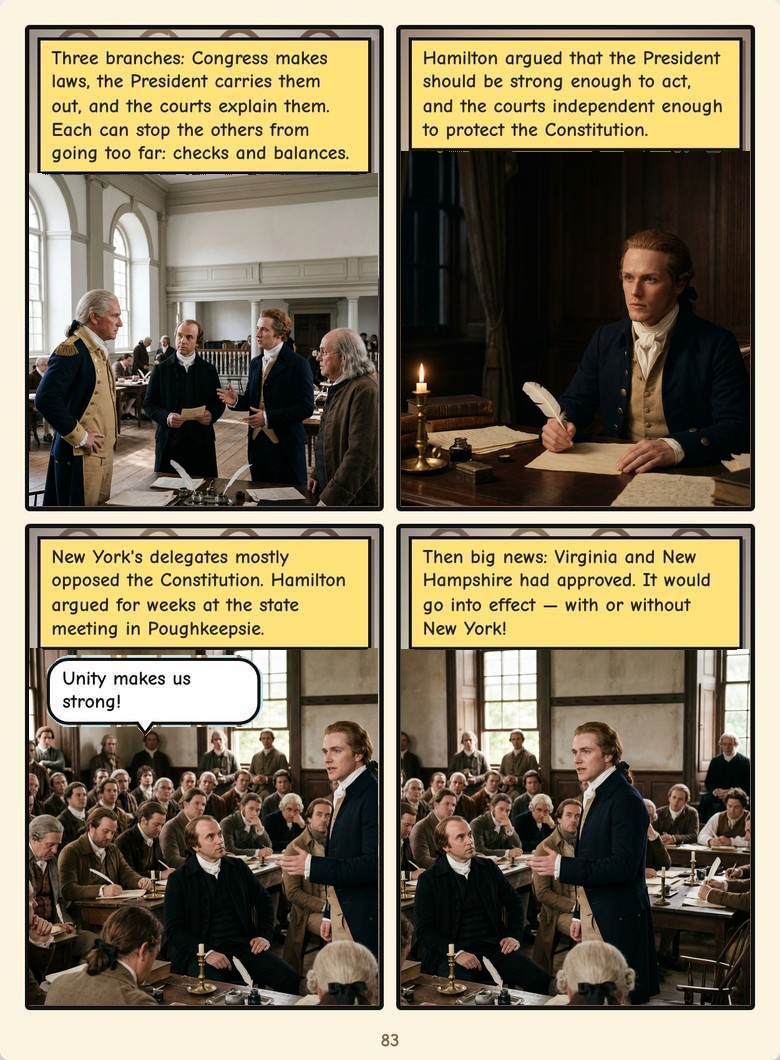 Three branches: Congress makes
laws, the President carries them
out, and the courts explain them.
Each can stop the others from
going too far: checks and balances.
Hamilton argued that the President
should be strong enough to act,
and the courts independent enough
to protect the Constitution.
New York's delegates mostly
opposed the Constitution. Hamilton
argued for weeks at the state
meeting in Poughkeepsie.
Unity makes us
strong!
Then big news: Virginia and New
Hampshire had approved. It would
go into effect — with or without
New York!
83